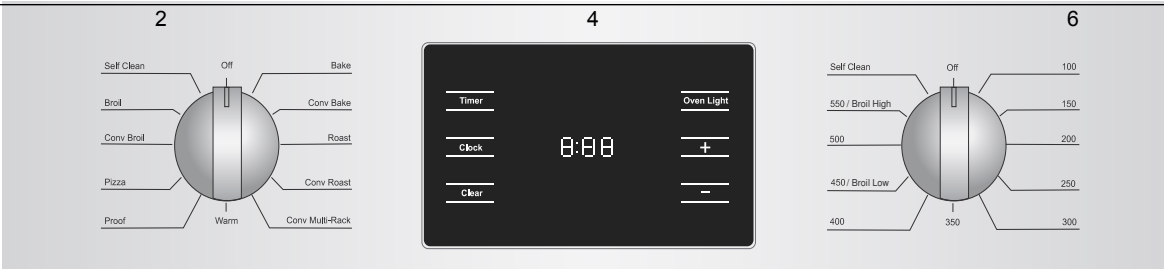 2
4
6
Off
Self Clean
Bake
Broil
Conv Bake
Conv Broil
Roast
Pizza
Conv Roast
Proof
Warm
Conv Multi-Rack
Timer
Oven Light
Clock
8:88
+
Clear
−
Off
Self Clean
100
550 / Broil High
150
500
200
450 / Broil Low
250
400
350
300